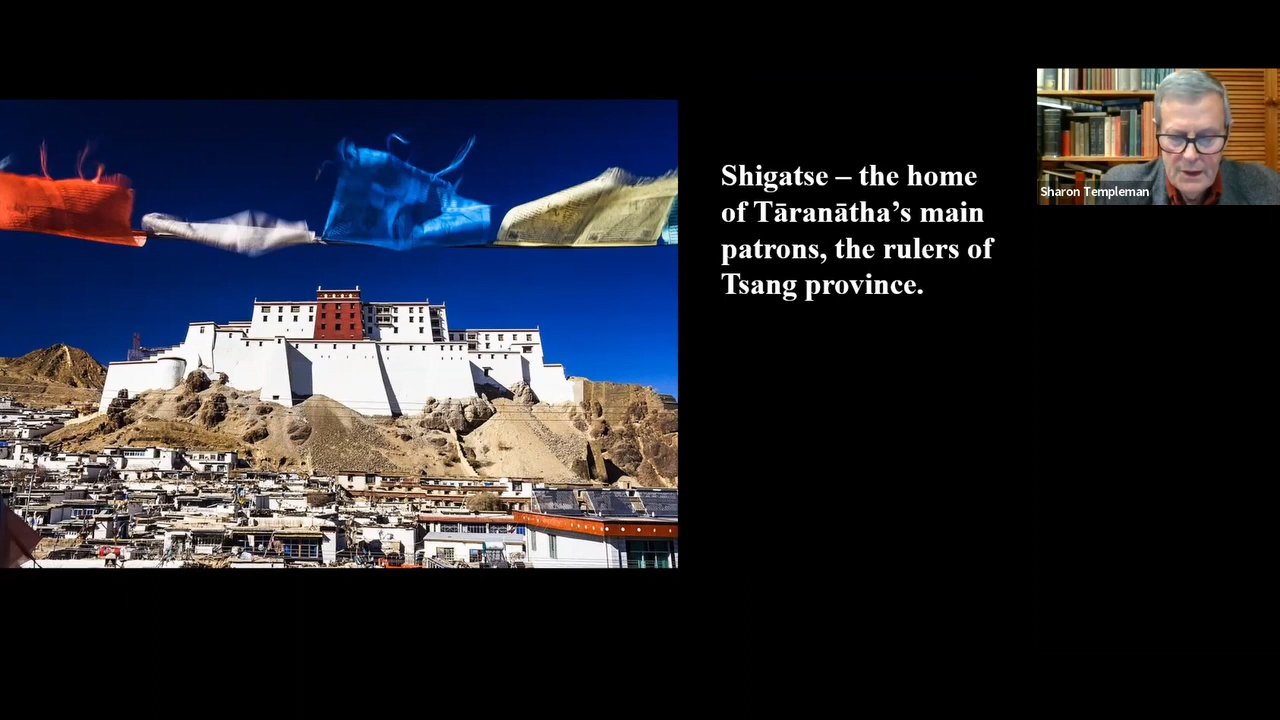 Shigatse – the home
of Tāranātha’s main
patrons, the rulers of
Tsang province.
Sharon Templeman